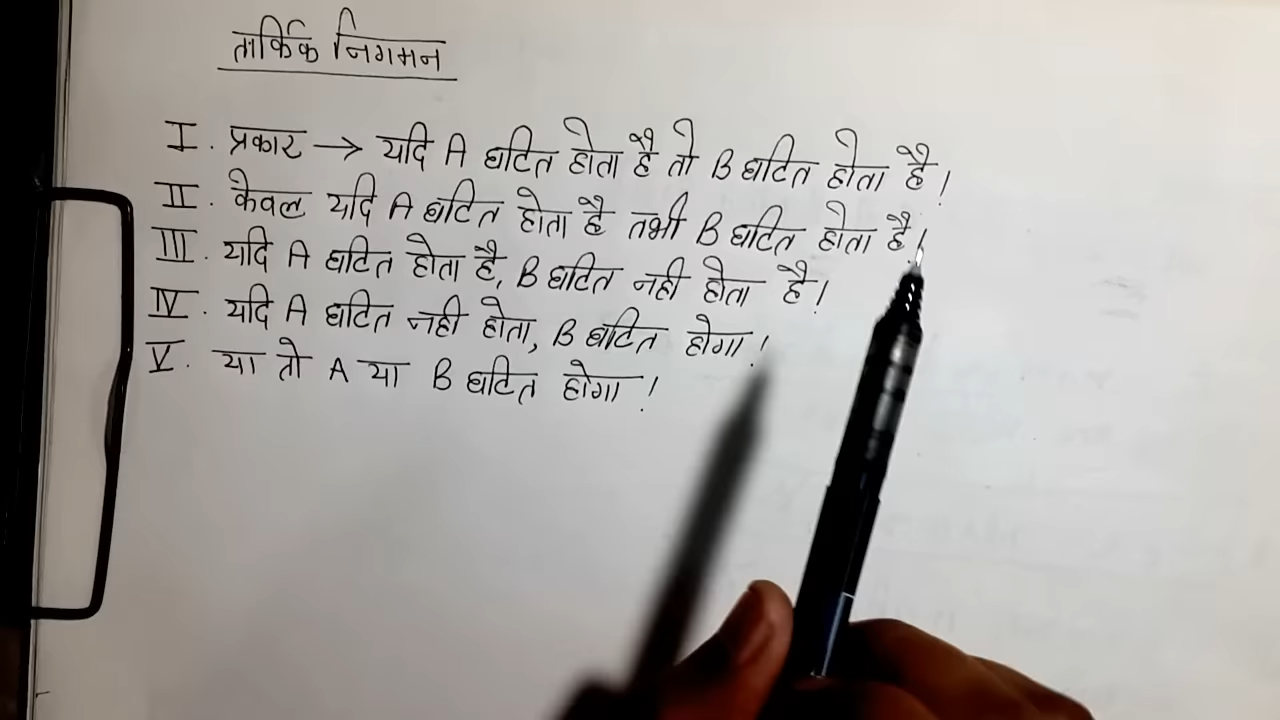 तार्किक निगमन
I. प्रकार → यदि A घटित होता है तो B घटित होता है!
II. केवल यदि A घटित होता है तभी B घटित होता है!
III. यदि A घटित होता है, B घटित नही होता है!
IV. यदि A घटित नही होता, B घटित होगा!
V. या तो A या B घटित होगा!